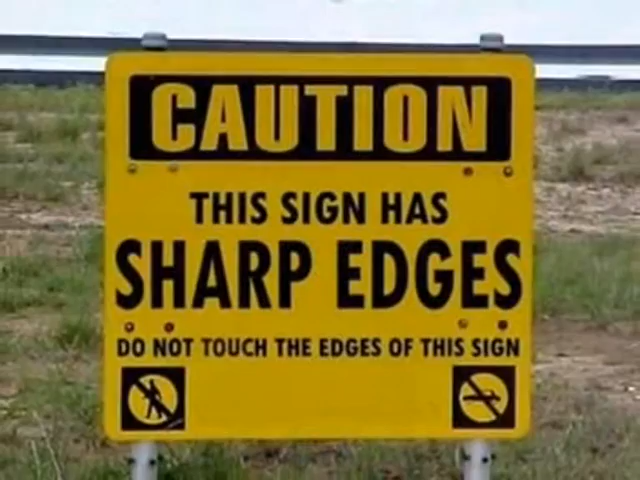 CAUTION
THIS SIGN HAS
SHARP EDGES
DO NOT TOUCH THE EDGES OF THIS SIGN